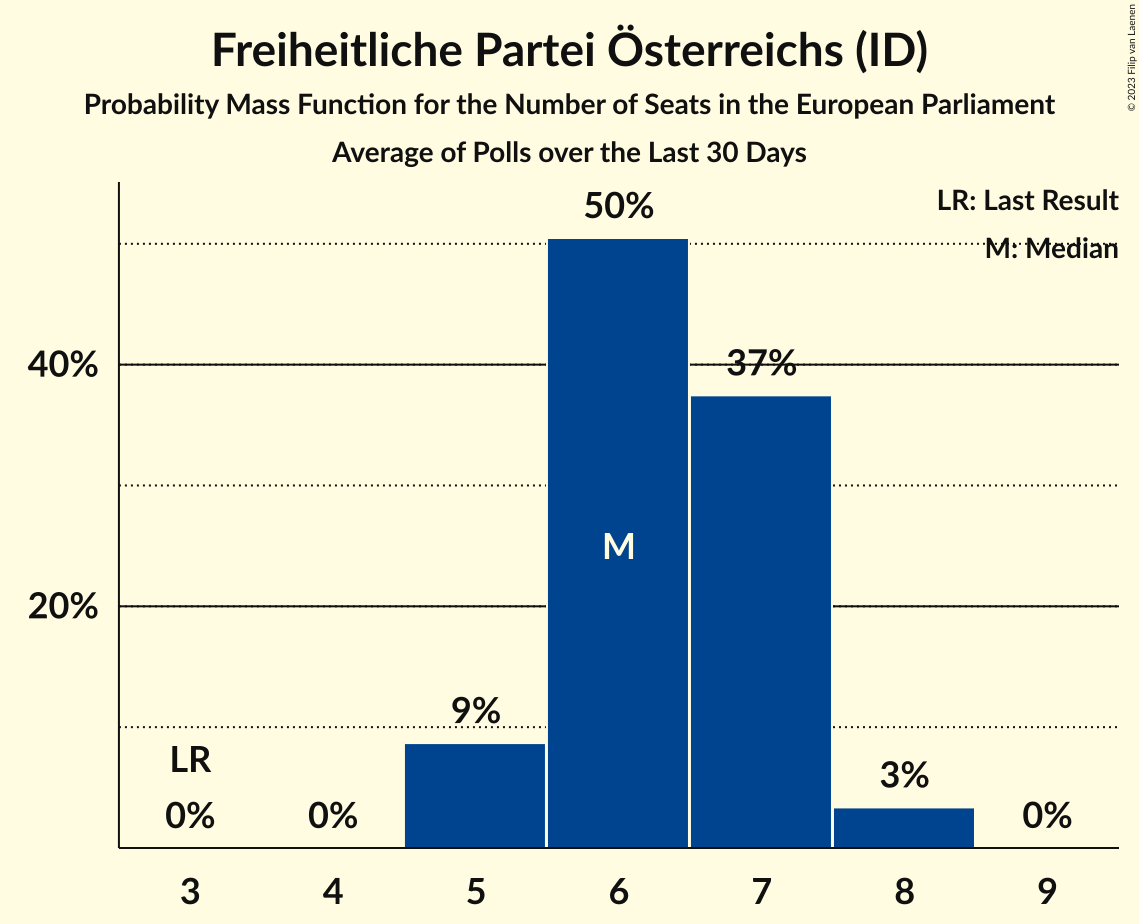 Freiheitliche Partei Österreichs (ID)
Probability Mass Function for the Number of Seats in the European Parliament
Average of Polls over the Last 30 Days
© 2023 Filip van Laenen
LR: Last Result
M: Median
50%
40%
37%
M
20%
9%
LR
3%
0%
0%
0%
3 4 5 6 7 8 9